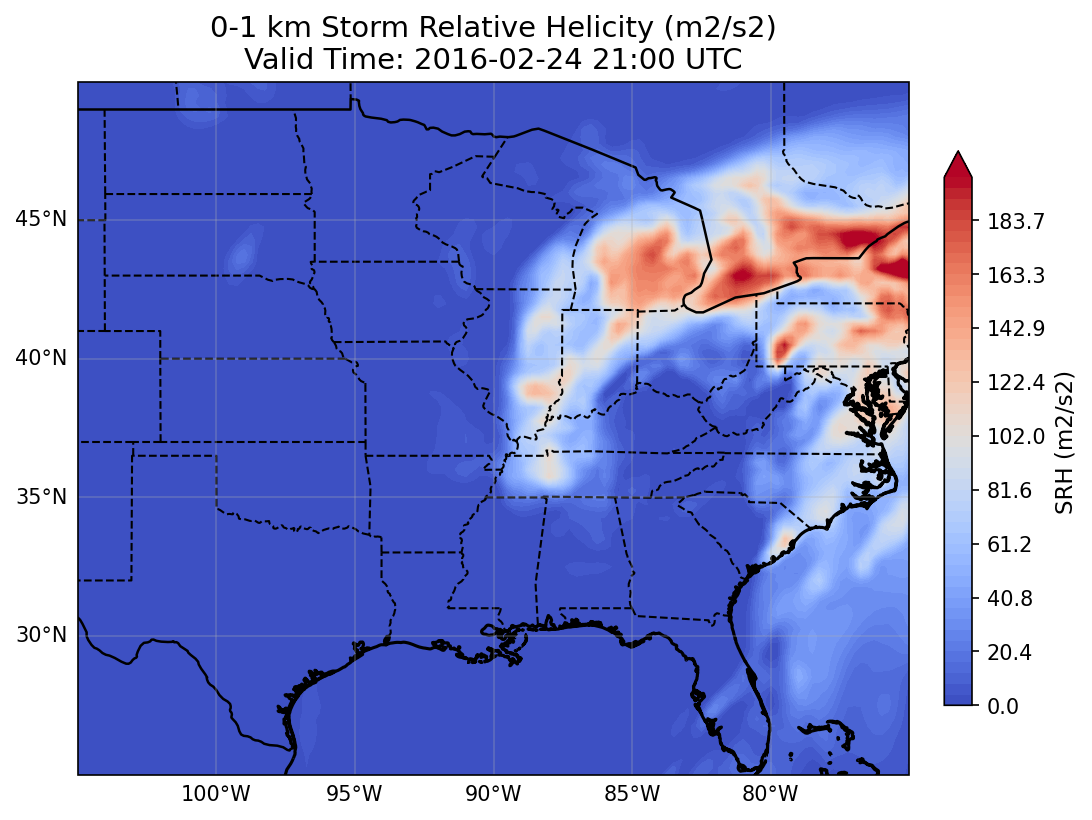 0-1 km Storm Relative Helicity (m2/s2)
Valid Time: 2016-02-24 21:00 UTC
45°N
40°N
35°N
30°N
100°W
95°W
90°W
85°W
80°W
183.7
163.3
142.9
122.4
102.0
81.6
61.2
40.8
20.4
0.0
SRH (m2/s2)